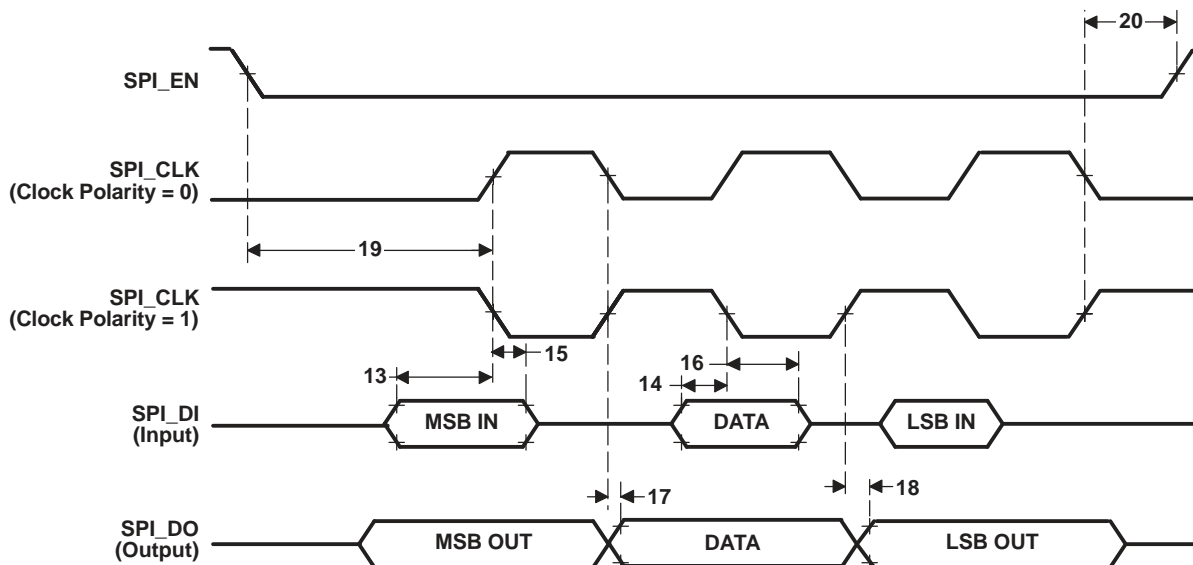 20
SPI_EN
SPI_CLK
(Clock Polarity = 0)
19
SPI_CLK
(Clock Polarity = 1)
15
13
16
14
SPI_DI
(Input)
MSB IN
DATA
LSB IN
17
18
SPI_DO
(Output)
MSB OUT
DATA
LSB OUT